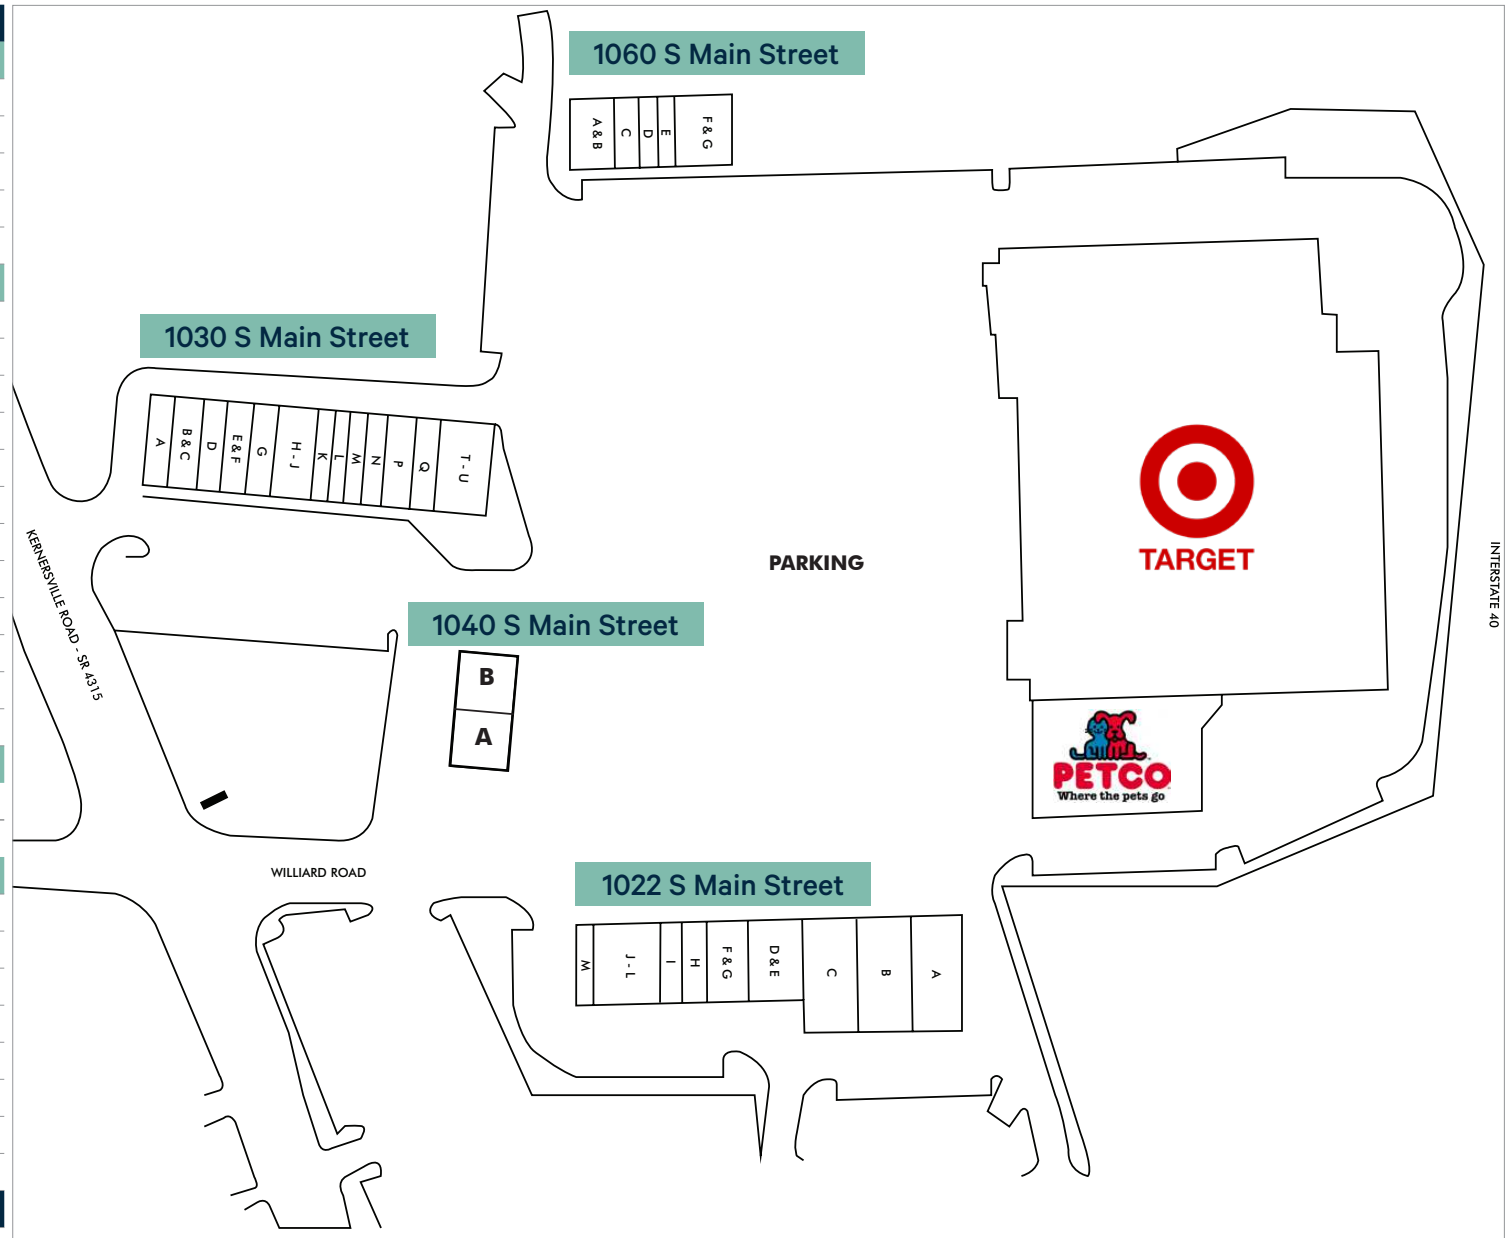 1060 S Main Street
A & B
C
D
E
F & G
1030 S Main Street
A
B & C
D
E & F
G
H - J
K
L
M
N
P
Q
T - U
KERNERSVILLE ROAD - SR 4315
PARKING
TARGET
INTERSTATE 40
1040 S Main Street
B
A
PETCO
Where the pets go
WILLIARD ROAD
1022 S Main Street
M
J - L
I
H
F & G
D & E
C
B
A